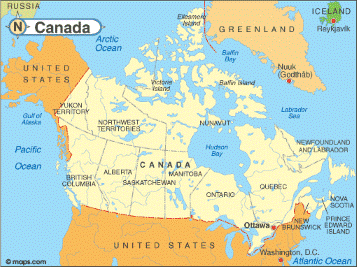 RUSSIA
N Canada
Ellesmere
Island
ICELAND
Reykjavik
Arctic
Ocean
GREENLAND
UNITED
STATES
Victoria
Island
Baffin
Bay
Baffin Island
Nuuk
(Godthåb)
YUKON
TERRITORY
Gulf of
Alaska
NORTHWEST
TERRITORIES
NUNAVUT
Labrador
Sea
Pacific
Ocean
Hudson
Bay
NEWFOUNDLAND
AND LABRADOR
CANADA
BRITISH
COLUMBIA
ALBERTA
SASKATCHEWAN
MANITOBA
ONTARIO
QUEBEC
NOVA
SCOTIA
PRINCE
EDWARD
ISLAND
NEW
BRUNSWICK
Ottawa
UNITED STATES
Washington, D.C.
Atlantic Ocean
© maps.com